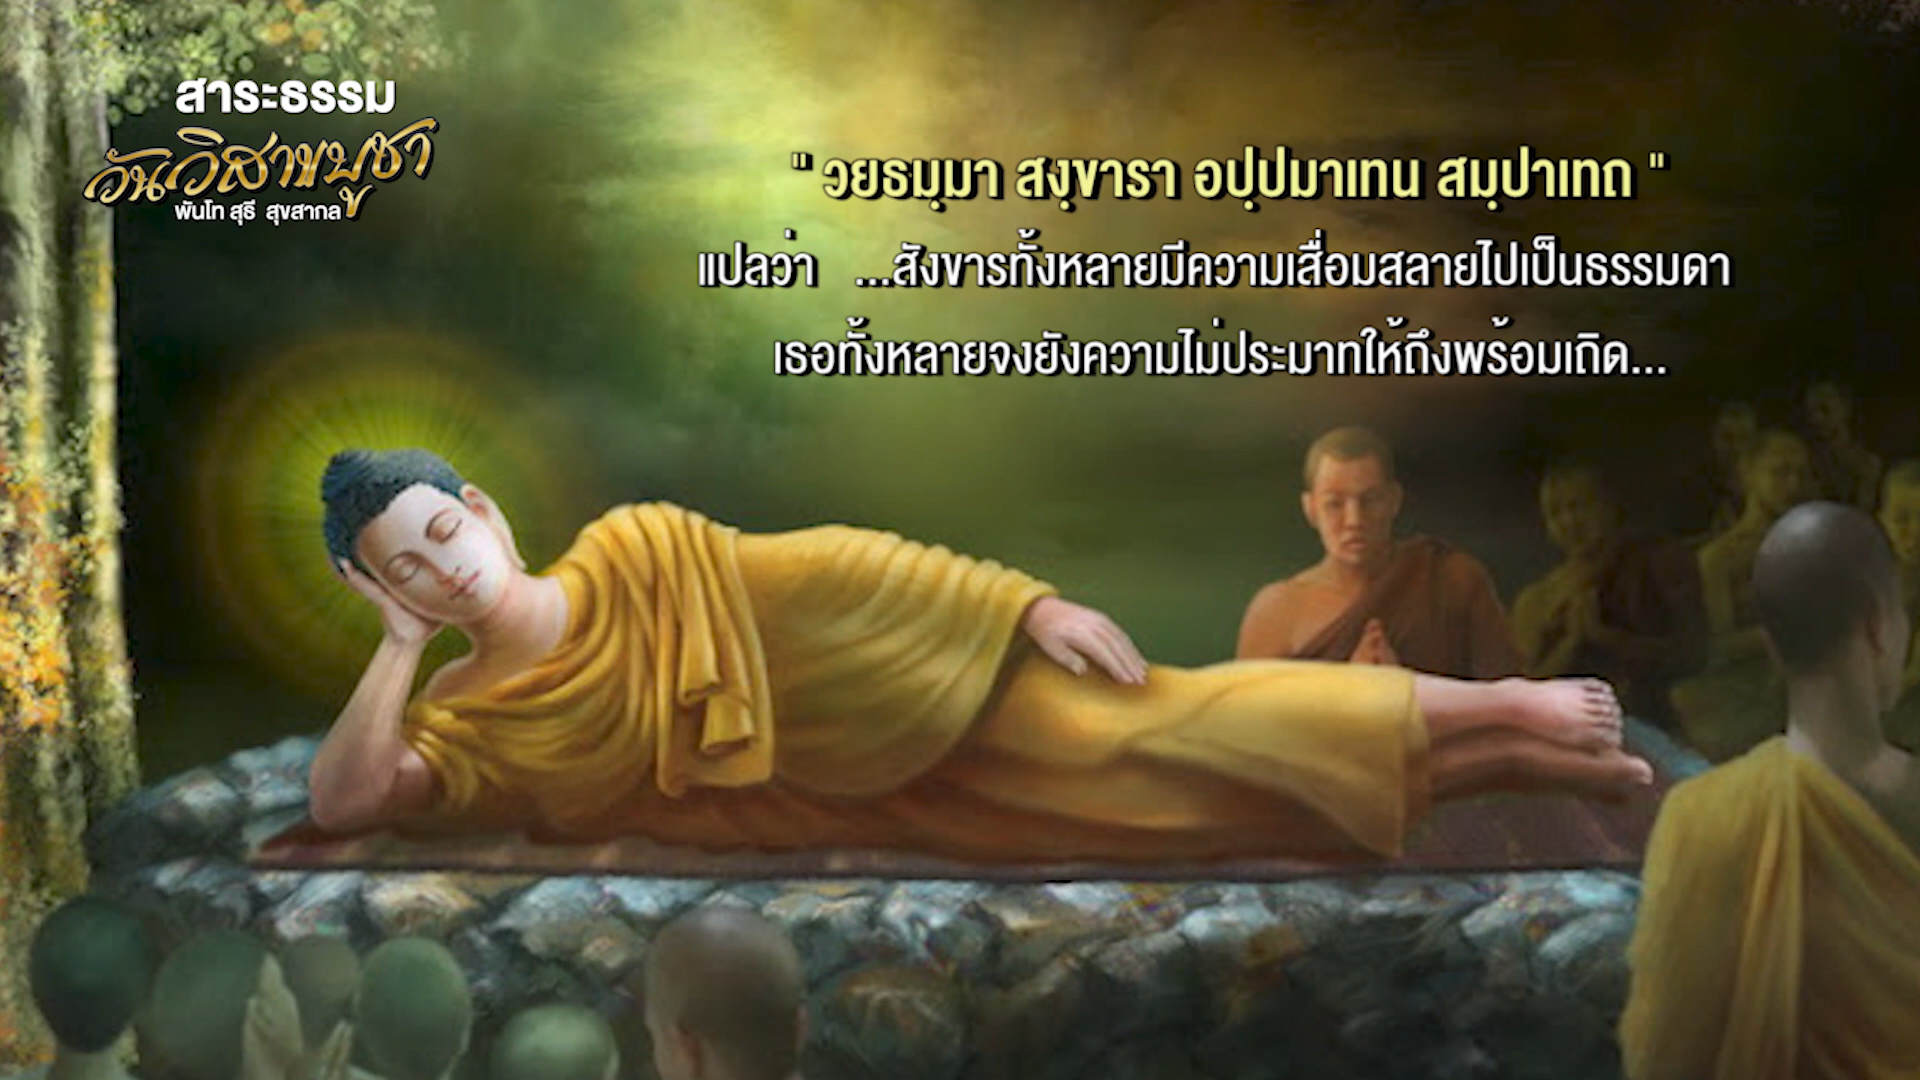 สาระธรรม
วันวิสาขบูชา
พันโท สุธี สุขสากล
" วยธมฺมา สงฺขารา อปฺปมาเทน สมฺปาเทถ "
แปลว่า ...สังขารทั้งหลายมีความเสื่อมสลายไปเป็นธรรมดา
เธอทั้งหลายจงยังความไม่ประมาทให้ถึงพร้อมเถิด...